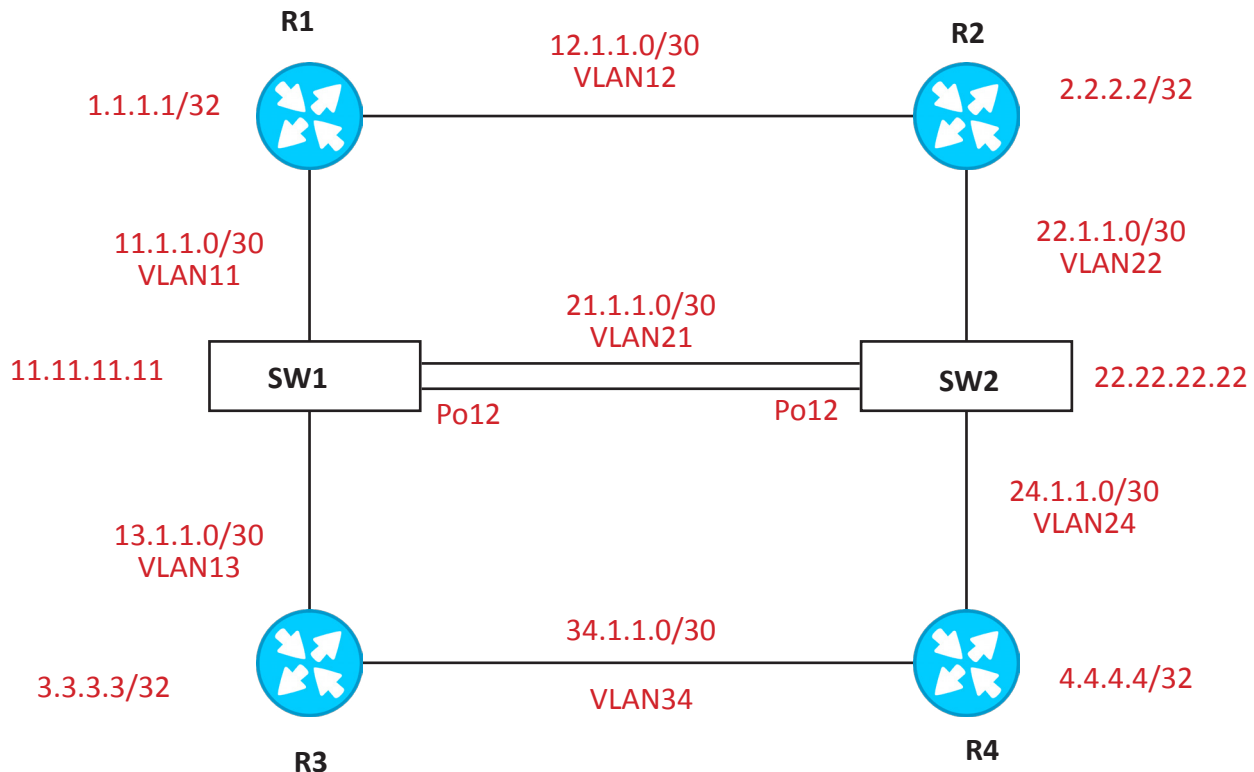 R1
R2
12.1.1.0/30
VLAN12
1.1.1.1/32
2.2.2.2/32
11.1.1.0/30
VLAN11
22.1.1.0/30
VLAN22
21.1.1.0/30
VLAN21
11.11.11.11
SW1
SW2
22.22.22.22
Po12
Po12
13.1.1.0/30
VLAN13
24.1.1.0/30
VLAN24
34.1.1.0/30
VLAN34
3.3.3.3/32
4.4.4.4/32
R3
R4